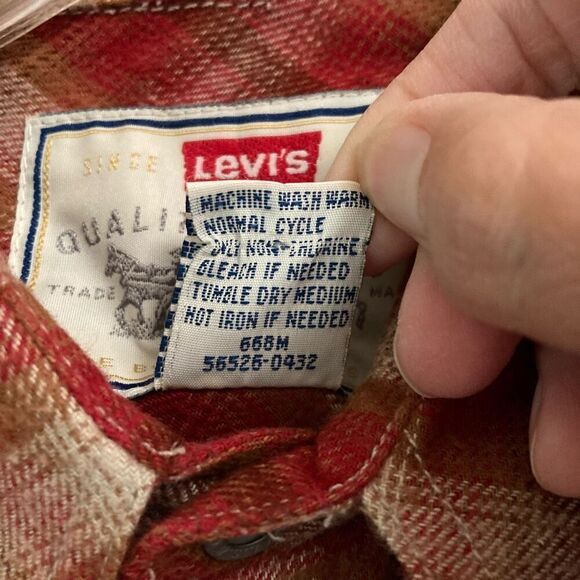 SINCE
Levi's
QUALI
TRADE
MACHINE WASH WARM
NORMAL CYCLE
NON-CHLORINE
BLEACH IF NEEDED
TUMBLE DRY MEDIUM
HOT IRON IF NEEDED
668M
56526-0432